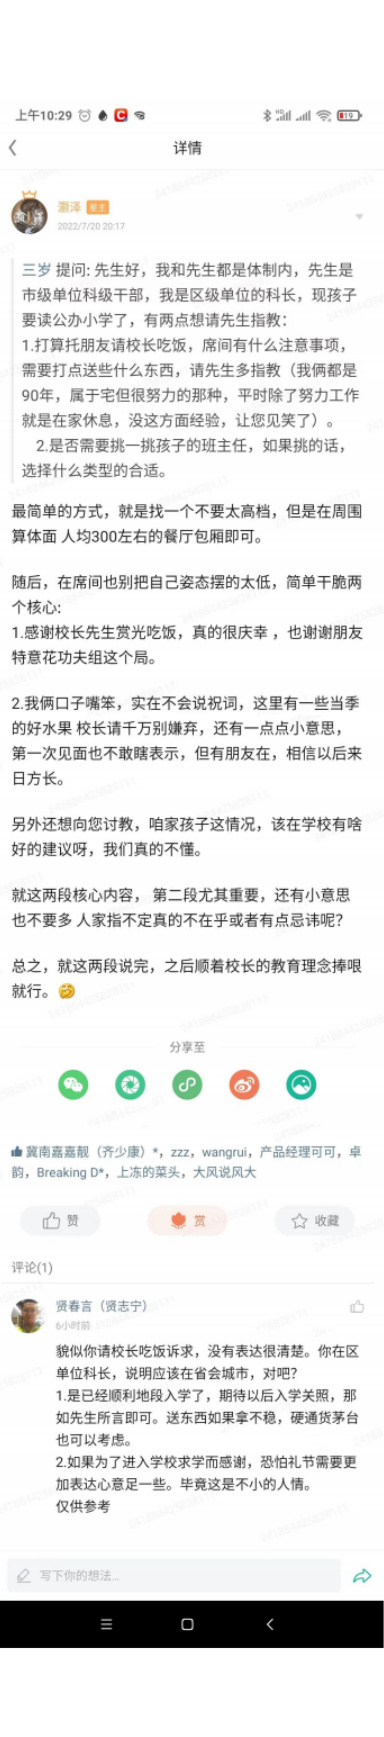 上午10:29
19
详情
灏泽 星主
2022/7/20 20:17
三岁 提问: 先生好，我和先生都是体制内，先生是
市级单位科级干部，我是区级单位的科长，现孩子
要读公办小学了，有两点想请先生指教：
1.打算托朋友请校长吃饭，席间有什么注意事项，
需要打点送些什么东西，请先生多指教（我俩都是
90年，属于宅但很努力的那种，平时除了努力工作
就是在家休息，没这方面经验，让您见笑了）。
2.是否需要挑一挑孩子的班主任，如果挑的话，
选择什么类型的合适。
最简单的方式，就是找一个不要太高档，但是在周围
算体面 人均300左右的餐厅包厢即可。
随后，在席间也别把自己姿态摆的太低，简单干脆两
个核心:
1.感谢校长先生赏光吃饭，真的很庆幸 ，也谢谢朋友
特意花功夫组这个局。
2.我俩口子嘴笨，实在不会说祝词，这里有一些当季
的好水果 校长请千万别嫌弃，还有一点点小意思，
第一次见面也不敢瞎表示，但有朋友在，相信以后来
日方长。
另外还想向您讨教，咱家孩子这情况，该在学校有啥
好的建议呀，我们真的不懂。
就这两段核心内容， 第二段尤其重要，还有小意思
也不要多 人家指不定真的不在乎或者有点忌讳呢？
总之，就这两段说完，之后顺着校长的教育理念捧哏
就行。🤣
分享至
冀南嘉嘉靓（齐少康）*，zzz，wangrui，产品经理可可，卓
韵，Breaking D*，上冻的菜头，大风说风大
赞 赏 收藏
评论(1)
贤春言（贤志宁）
6小时前
貌似你请校长吃饭诉求，没有表达很清楚。你在区
单位科长，说明应该在省会城市，对吧？
1.是已经顺利地段入学了，期待以后入学关照，那
如先生所言即可。送东西如果拿不稳，硬通货茅台
也可以考虑。
2.如果为了进入学校求学而感谢，恐怕礼节需要更
加表达心意足一些。毕竟这是不小的人情。
仅供参考
写下你的想法...